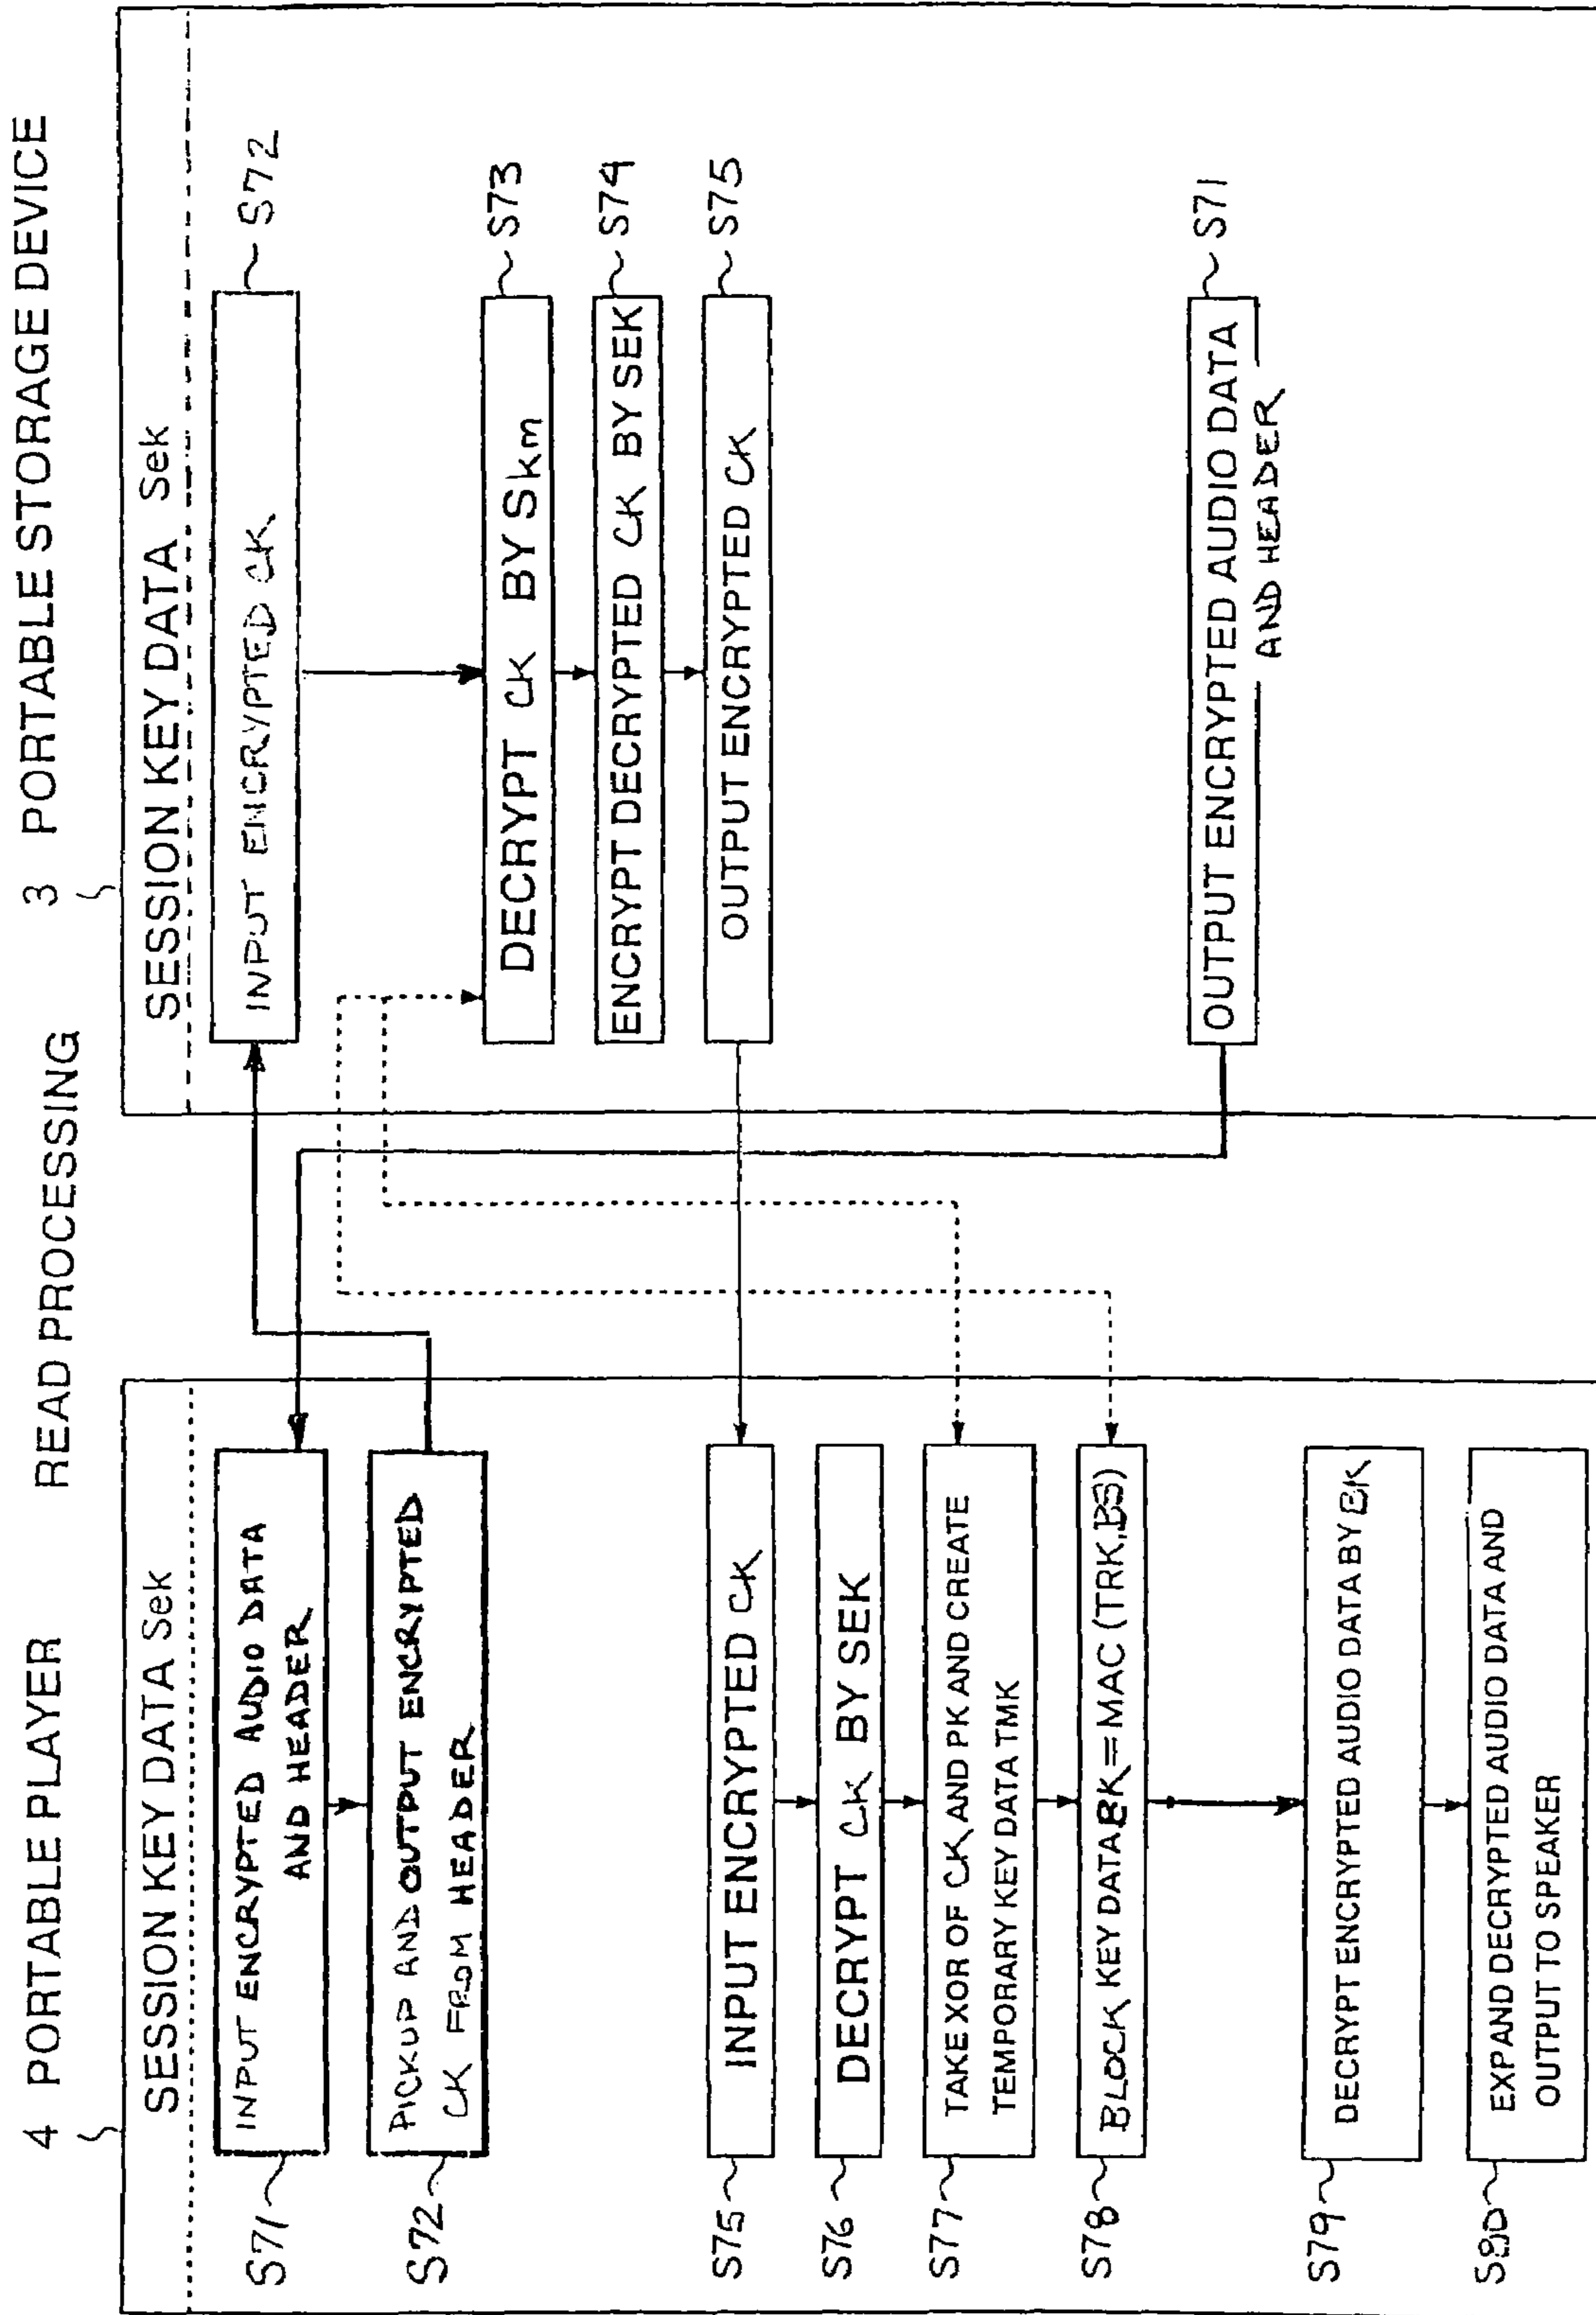 READ PROCESSING
4 PORTABLE PLAYER
SESSION KEY DATA Sek
S71
INPUT ENCRYPTED AUDIO DATA
AND HEADER
S72
PICKUP AND OUTPUT ENCRYPTED
CK FROM HEADER
S75
INPUT ENCRYPTED CK
S76
DECRYPT CK BY SEK
S77
TAKE XOR OF CK AND PK AND CREATE
TEMPORARY KEY DATA TMK
S78
BLOCK KEY DATA BK=MAC (TRK,BS)
S79
DECRYPT ENCRYPTED AUDIO DATA BY BK
S80
EXPAND DECRYPTED AUDIO DATA AND
OUTPUT TO SPEAKER
3 PORTABLE STORAGE DEVICE
SESSION KEY DATA Sek
INPUT ENCRYPTED CK
S72
DECRYPT CK BY Skm
S73
ENCRYPT DECRYPTED CK BY SEK
S74
OUTPUT ENCRYPTED CK
S75
OUTPUT ENCRYPTED AUDIO DATA
AND HEADER
S71